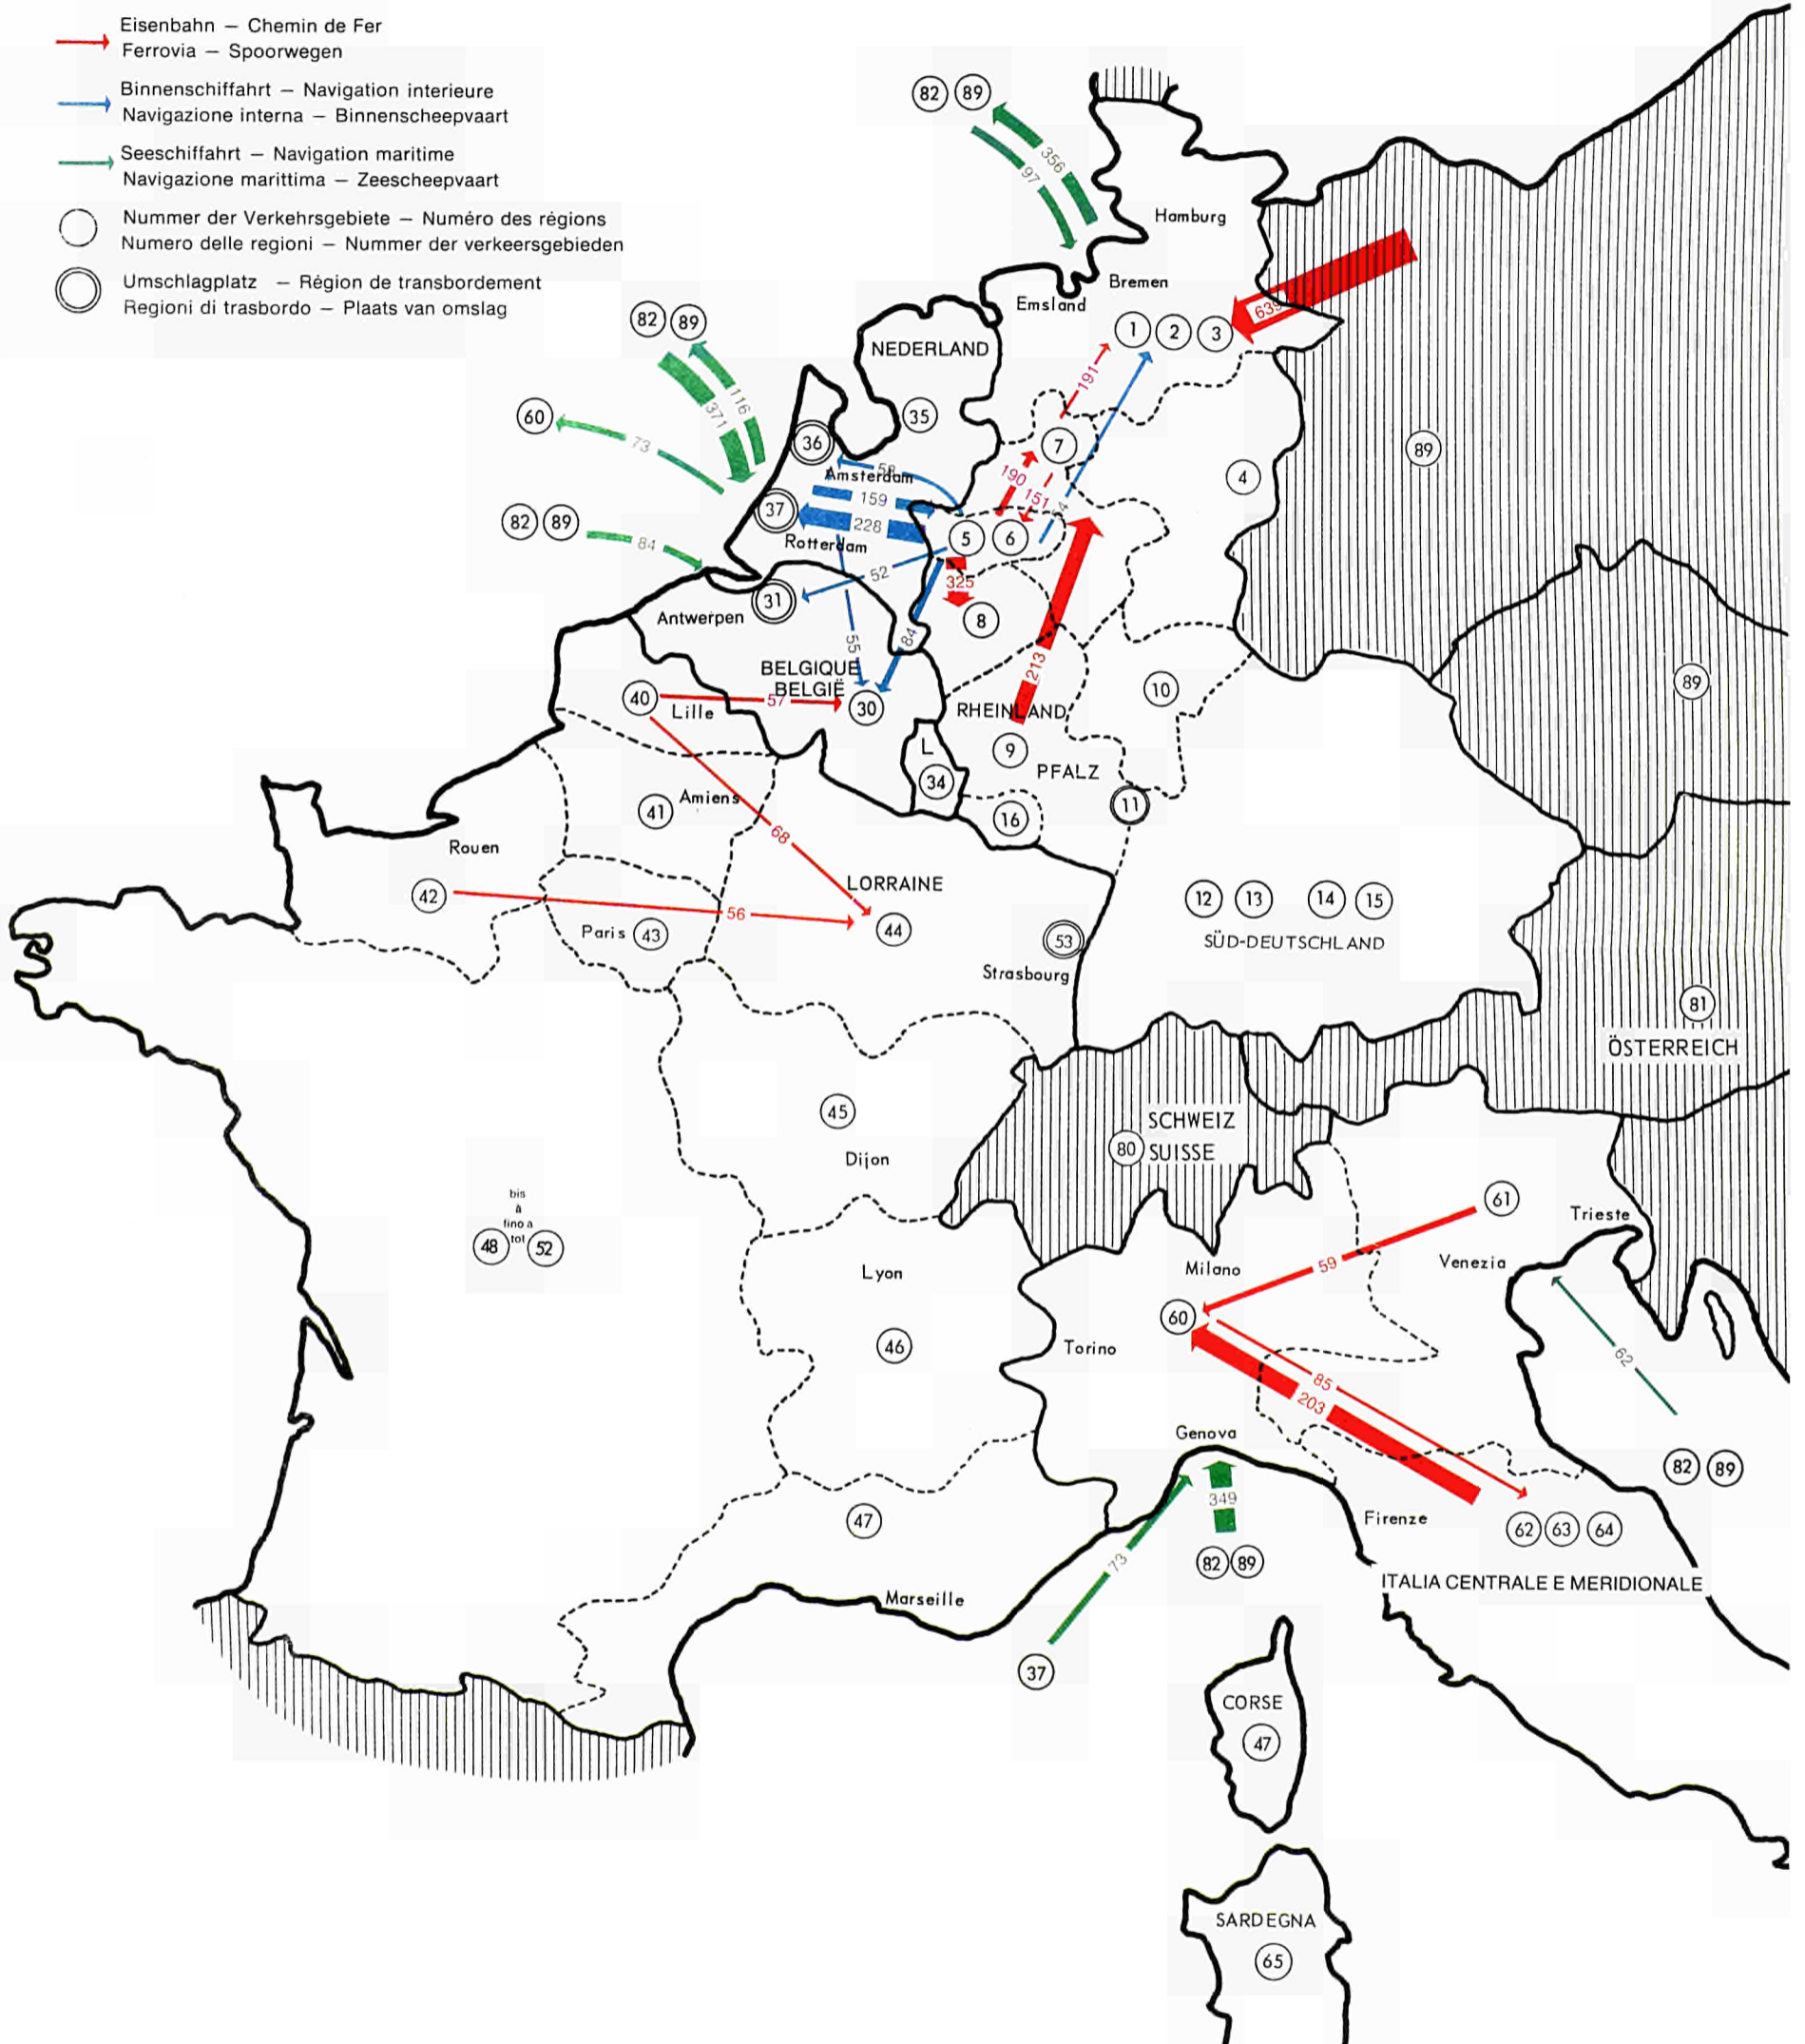 Eisenbahn — Chemin de Fer
Ferrovia — Spoorwegen
Binnenschiffahrt — Navigation interieure
Navigazione interna — Binnenscheepvaart
Seeschiffahrt — Navigation maritime
Navigazione marittima — Zeescheepvaart
Nummer der Verkehrsgebiete — Numéro des régions
Numero delle regioni — Nummer der verkeersgebieden
Umschlagplatz — Région de transbordement
Regioni di trasbordo — Plaats van omslag
82 89
356
97
Hamburg
Bremen
Emsland
639
1 2 3
82 89
NEDERLAND
191
116
371
60
73
35
36
7
89
4
58
Amsterdam
190
151
159
37
228
82 89
84
5 6
Rotterdam
52
325
31
8
Antwerpen
55
84
213
BELGIQUE
BELGIË
89
10
40
57
Lille
30
RHEINLAND
L
9
PFALZ
34
41
Amiens
11
16
68
Rouen
LORRAINE
42
56
12 13 14 15
44
Paris 43
53
SÜD-DEUTSCHLAND
Strasbourg
81
ÖSTERREICH
45
SCHWEIZ
80 SUISSE
Dijon
bis
à
fino a
48 tot 52
61
Trieste
59
Venezia
Lyon
Milano
60
46
Torino
62
85
203
Genova
82 89
349
47
Firenze
62 63 64
73
82 89
ITALIA CENTRALE E MERIDIONALE
Marseille
37
CORSE
47
SARDEGNA
65